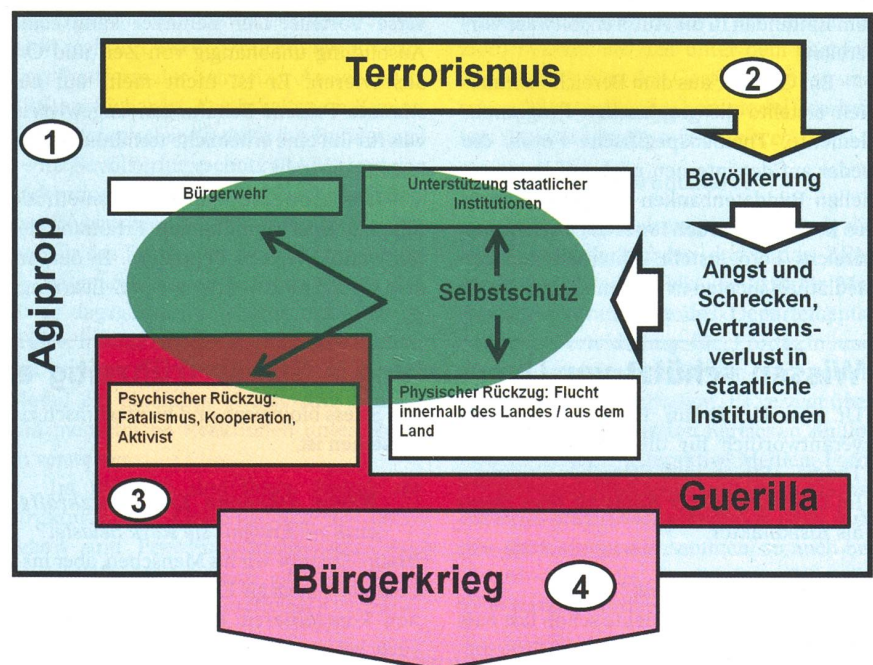 Terrorismus
2
1
Agiprop
Bevölkerung
Bürgerwehr
Unterstützung staatlicher
Institutionen
Selbstschutz
Angst und
Schrecken,
Vertrauens-
verlust in
staatliche
Institutionen
Psychischer Rückzug:
Fatalismus, Kooperation,
Aktivist
Physischer Rückzug: Flucht
innerhalb des Landes / aus dem
Land
3
Guerilla
Bürgerkrieg
4